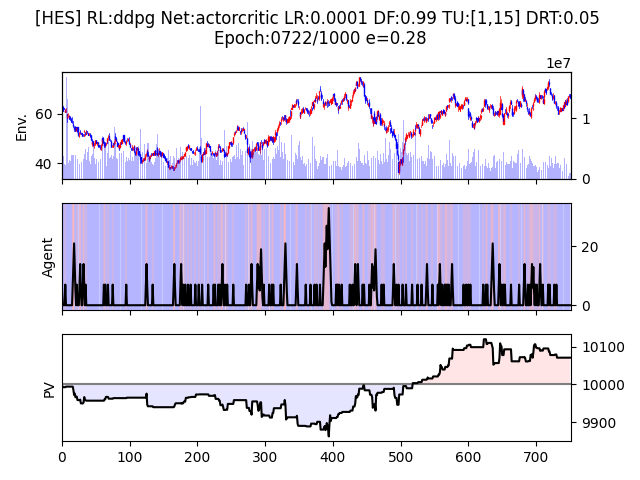 [HES] RL:ddpg Net:actorcritic LR:0.0001 DF:0.99 TU:[1,15] DRT:0.05
Epoch:0722/1000 e=0.28
1e7
Env.
60
40
1
0
Agent
20
0
PV
10100
10000
9900
0 100 200 300 400 500 600 700